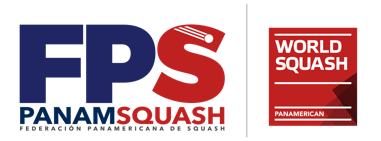 FPS
PANAMSQUASH
FEDERACIÓN PANAMERICANA DE SQUASH
WORLD
SQUASH
PANAMERICAN